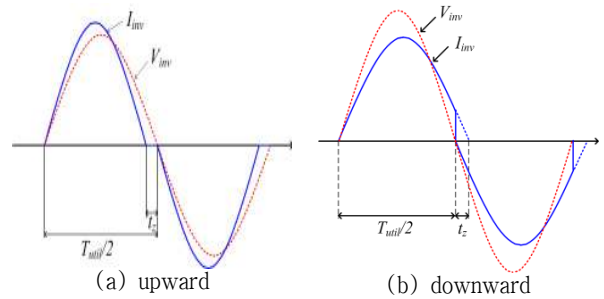 I_inv
V_inv
T_util/2
t_z
(a) upward
V_inv
I_inv
T_util/2
t_z
(b) downward